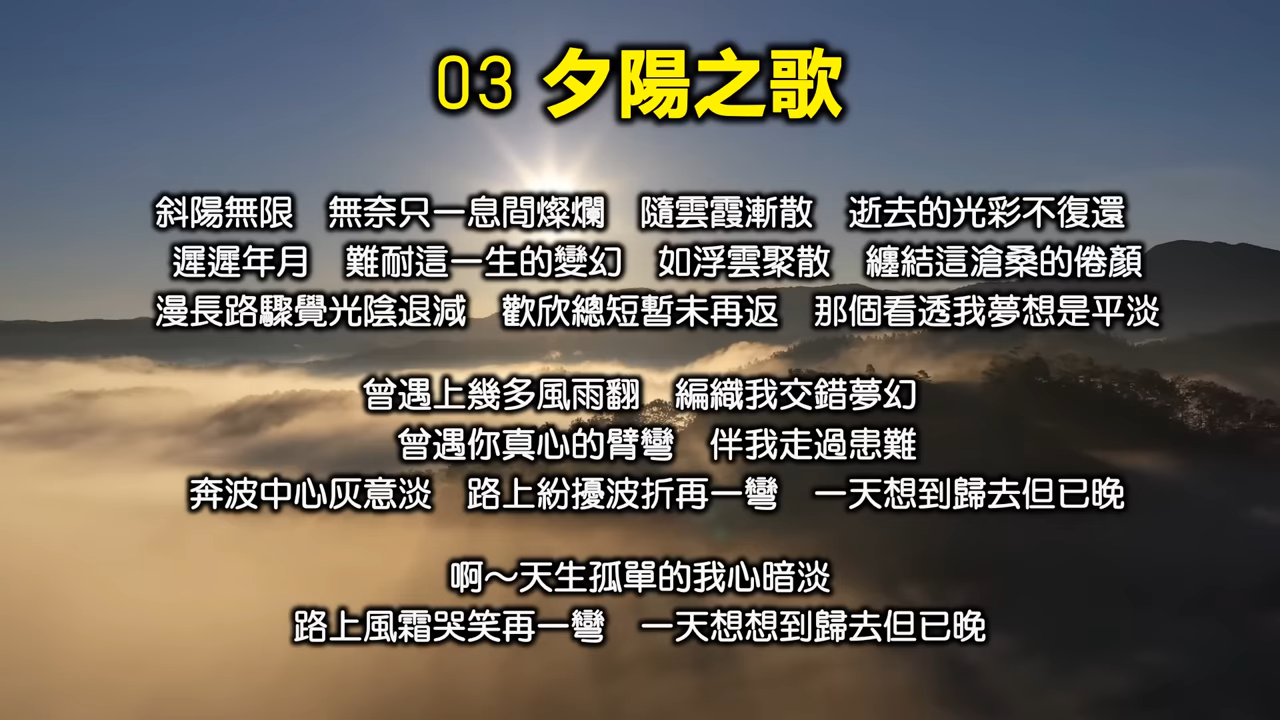 03 夕陽之歌
斜陽無限　無奈只一息間燦爛　隨雲霞漸散　逝去的光彩不復還
遲遲年月　難耐這一生的變幻　如浮雲聚散　纏結這滄桑的倦顏
漫長路驟覺光陰退減　歡欣總短暫未再返　那個看透我夢想是平淡
曾遇上幾多風雨翻　編織我交錯夢幻
曾遇你真心的臂彎　伴我走過患難
奔波中心灰意淡　路上紛擾波折再一彎　一天想到歸去但已晚
啊～天生孤單的我心暗淡
路上風霜哭笑再一彎　一天想想到歸去但已晚